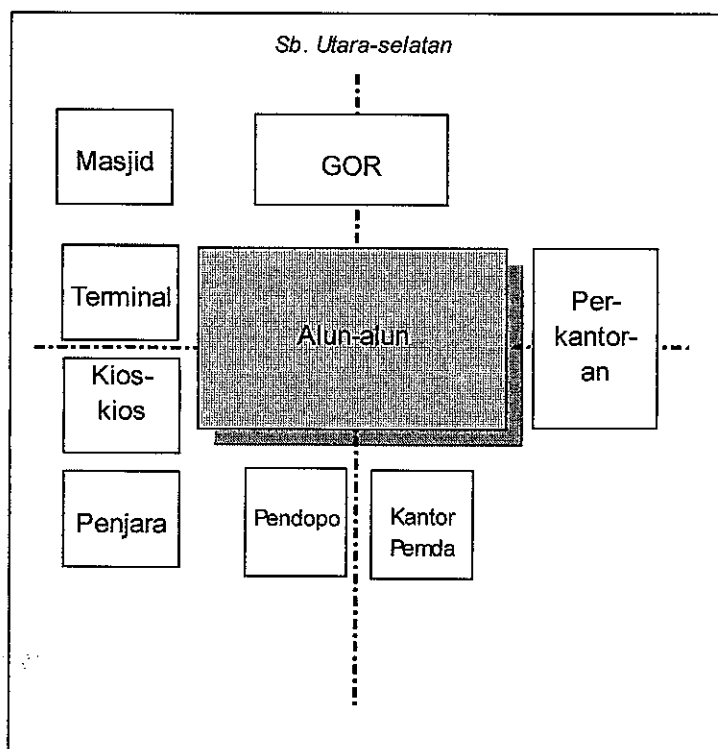 Sb. Utara-selatan
Masjid
GOR
Terminal
Alun-alun
Per-
kantor-
an
Kios-
kios
Penjara
Pendopo
Kantor
Pemda